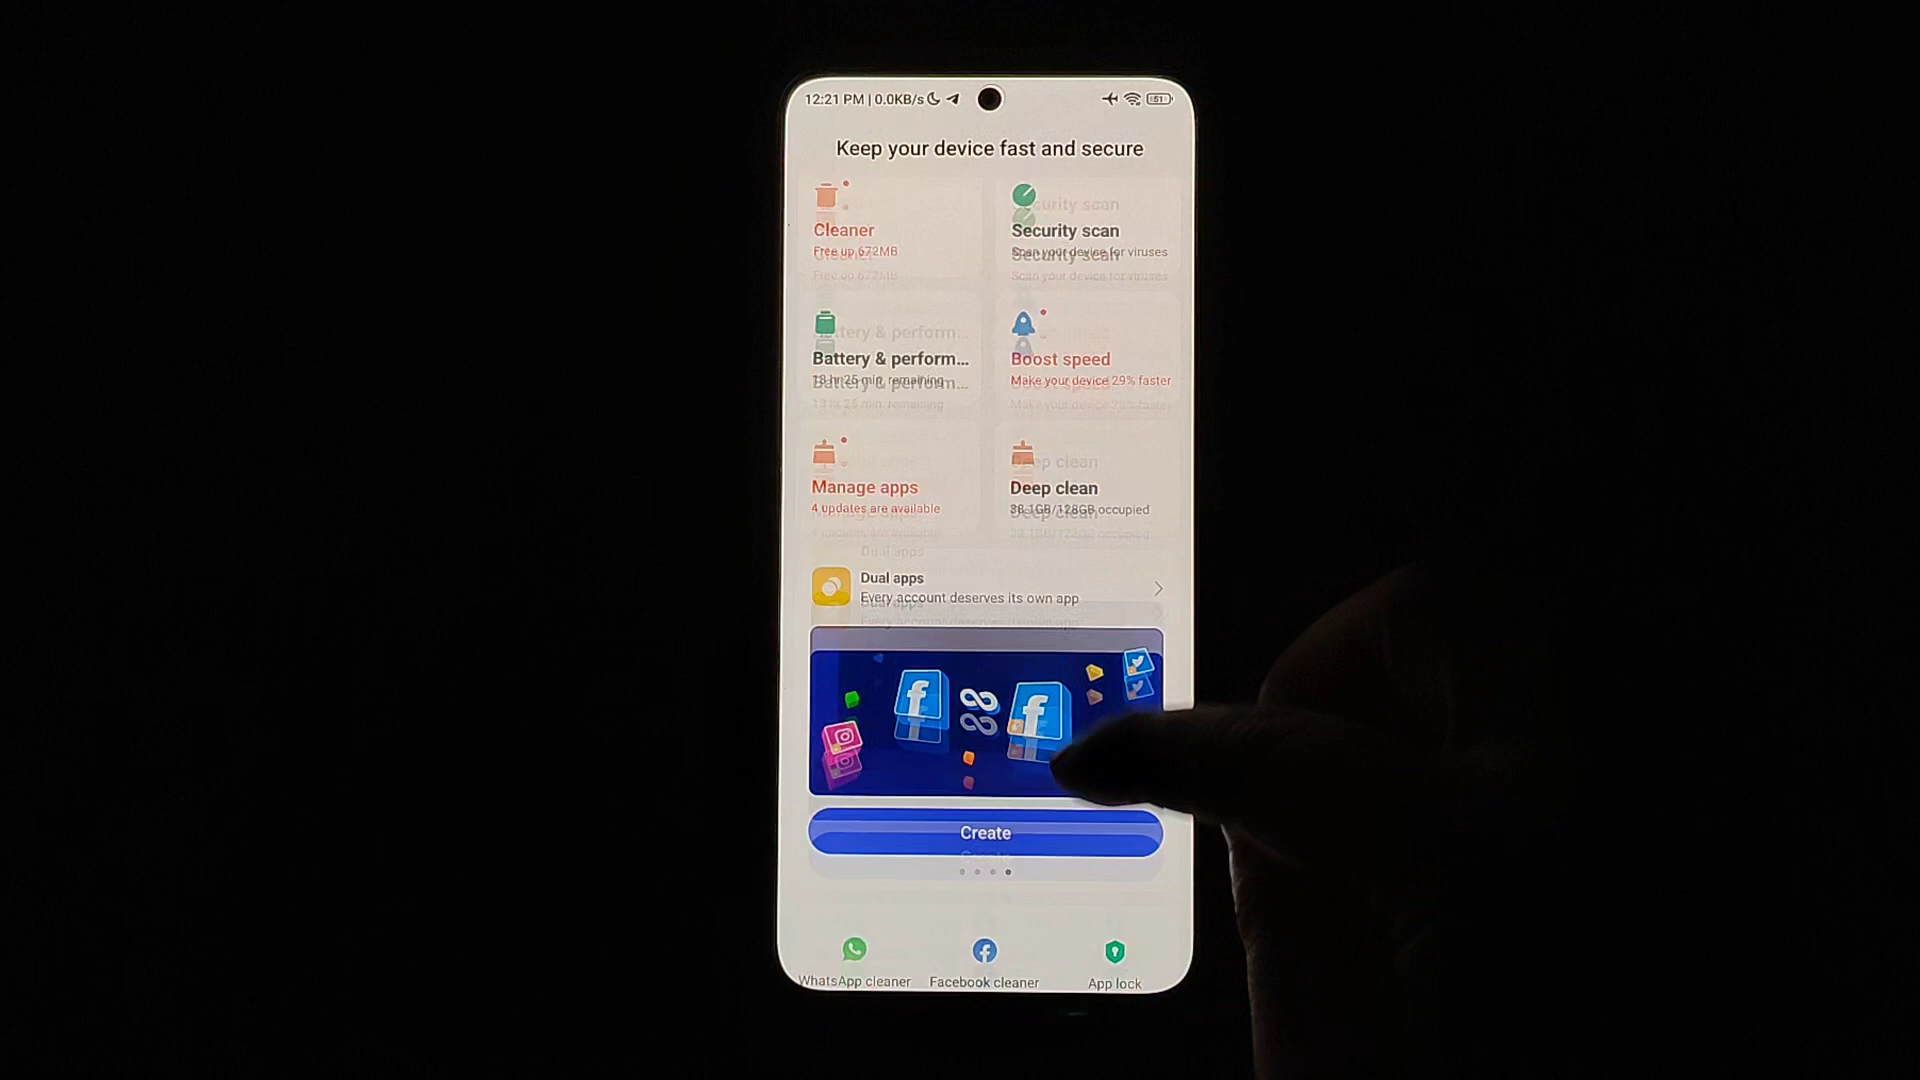 12:21 PM | 0.0KB/s
51
Keep your device fast and secure
Cleaner
Free up 672MB
Security scan
Scan your device for viruses
Battery & perform...
hr 25 min remaining
Boost speed
Make your device 29% faster
Manage apps
4 updates are available
Deep clean
38.1GB/128GB occupied
Dual apps
Every account deserves its own app
Create
WhatsApp cleaner
Facebook cleaner
App lock